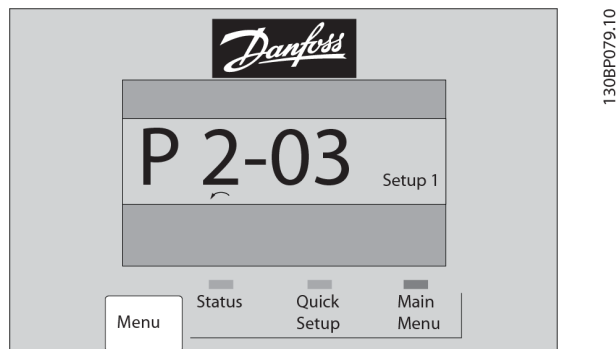 Danfoss
P 2-03
Setup 1
Status
Quick Setup
Main Menu
Menu
130BP079.10